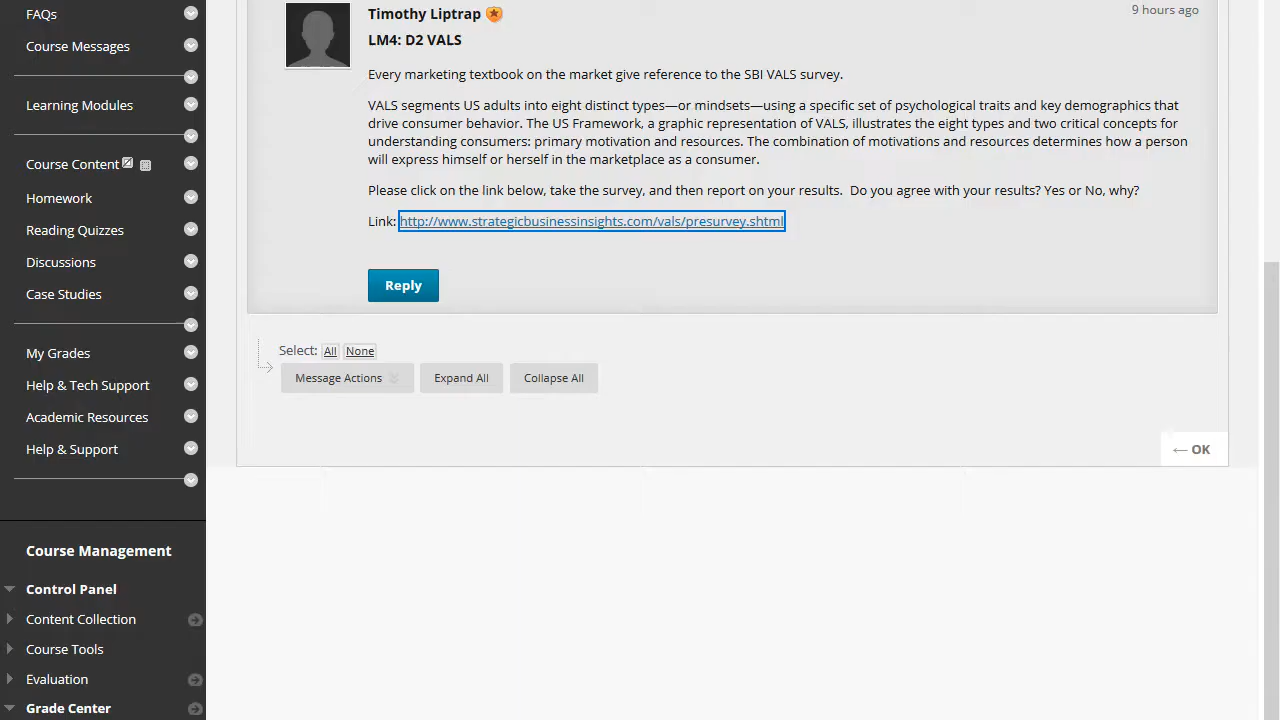 FAQs
Course Messages
Learning Modules
Course Content
Homework
Reading Quizzes
Discussions
Case Studies
My Grades
Help & Tech Support
Academic Resources
Help & Support
Course Management
Control Panel
Content Collection
Course Tools
Evaluation
Grade Center
Timothy Liptrap
9 hours ago
LM4: D2 VALS
Every marketing textbook on the market give reference to the SBI VALS survey.
VALS segments US adults into eight distinct types—or mindsets—using a specific set of psychological traits and key demographics that
drive consumer behavior. The US Framework, a graphic representation of VALS, illustrates the eight types and two critical concepts for
understanding consumers: primary motivation and resources. The combination of motivations and resources determines how a person
will express himself or herself in the marketplace as a consumer.
Please click on the link below, take the survey, and then report on your results.  Do you agree with your results? Yes or No, why?
Link: http://www.strategicbusinessinsights.com/vals/presurvey.shtml
Reply
Select: All None
Message Actions Expand All Collapse All
← OK